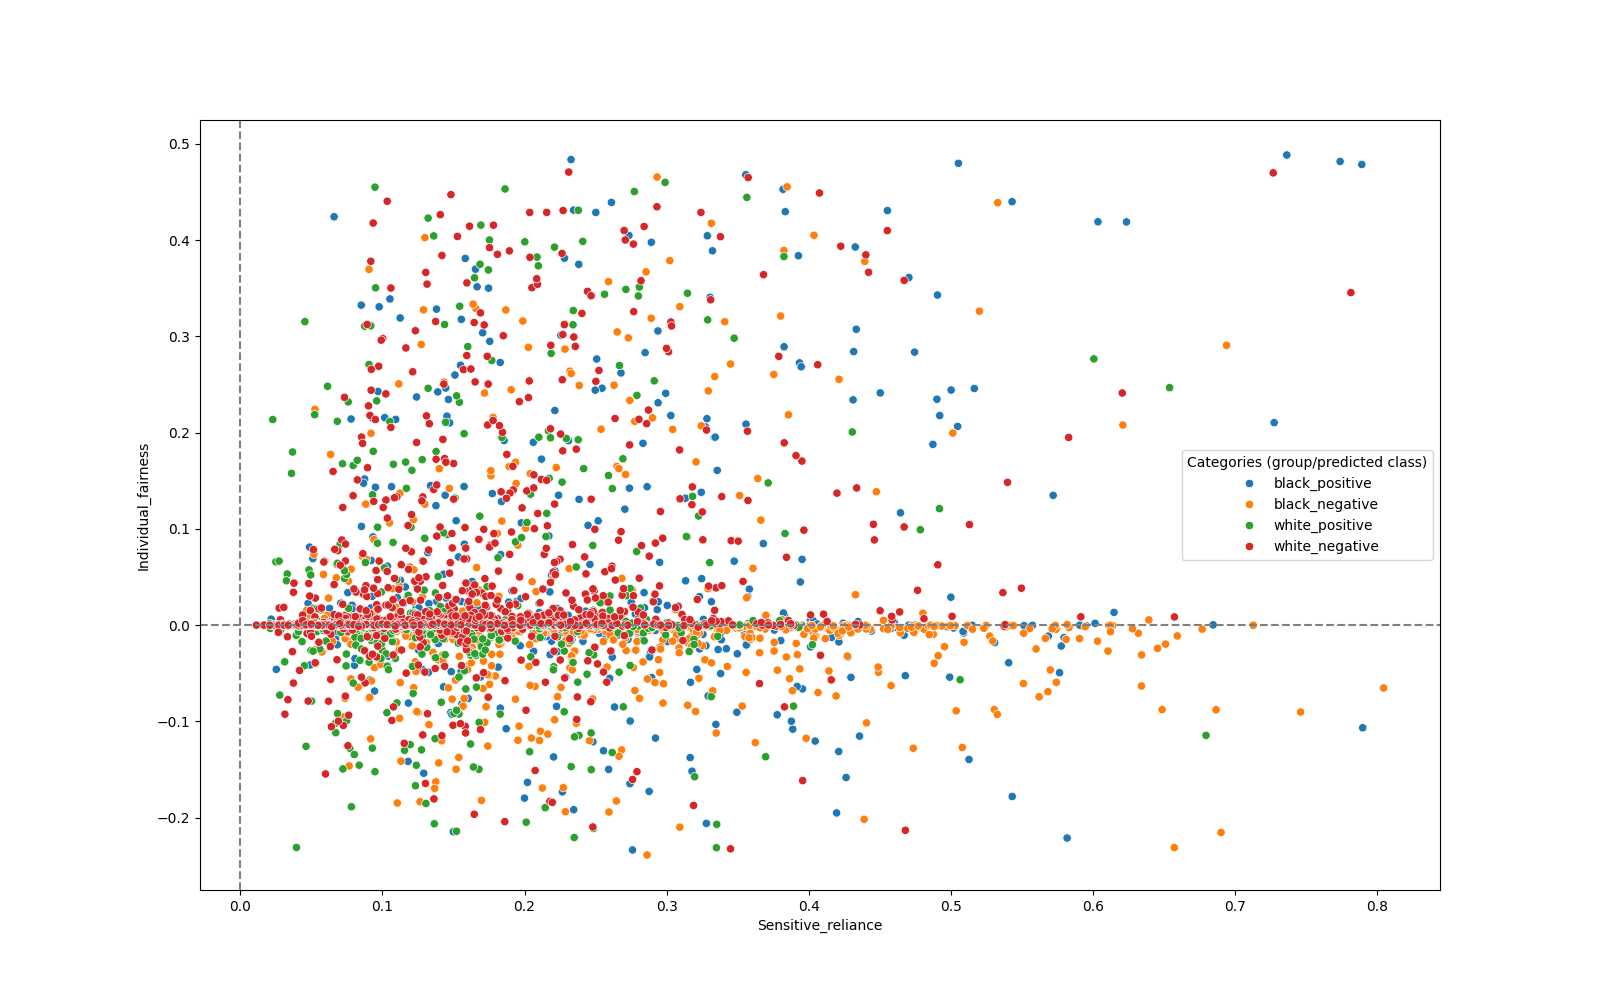 0.5
0.4
0.3
0.2
0.1
0.0
−0.1
−0.2
Individual_fairness
Categories (group/predicted class)
black_positive
black_negative
white_positive
white_negative
0.0 0.1 0.2 0.3 0.4 0.5 0.6 0.7 0.8
Sensitive_reliance